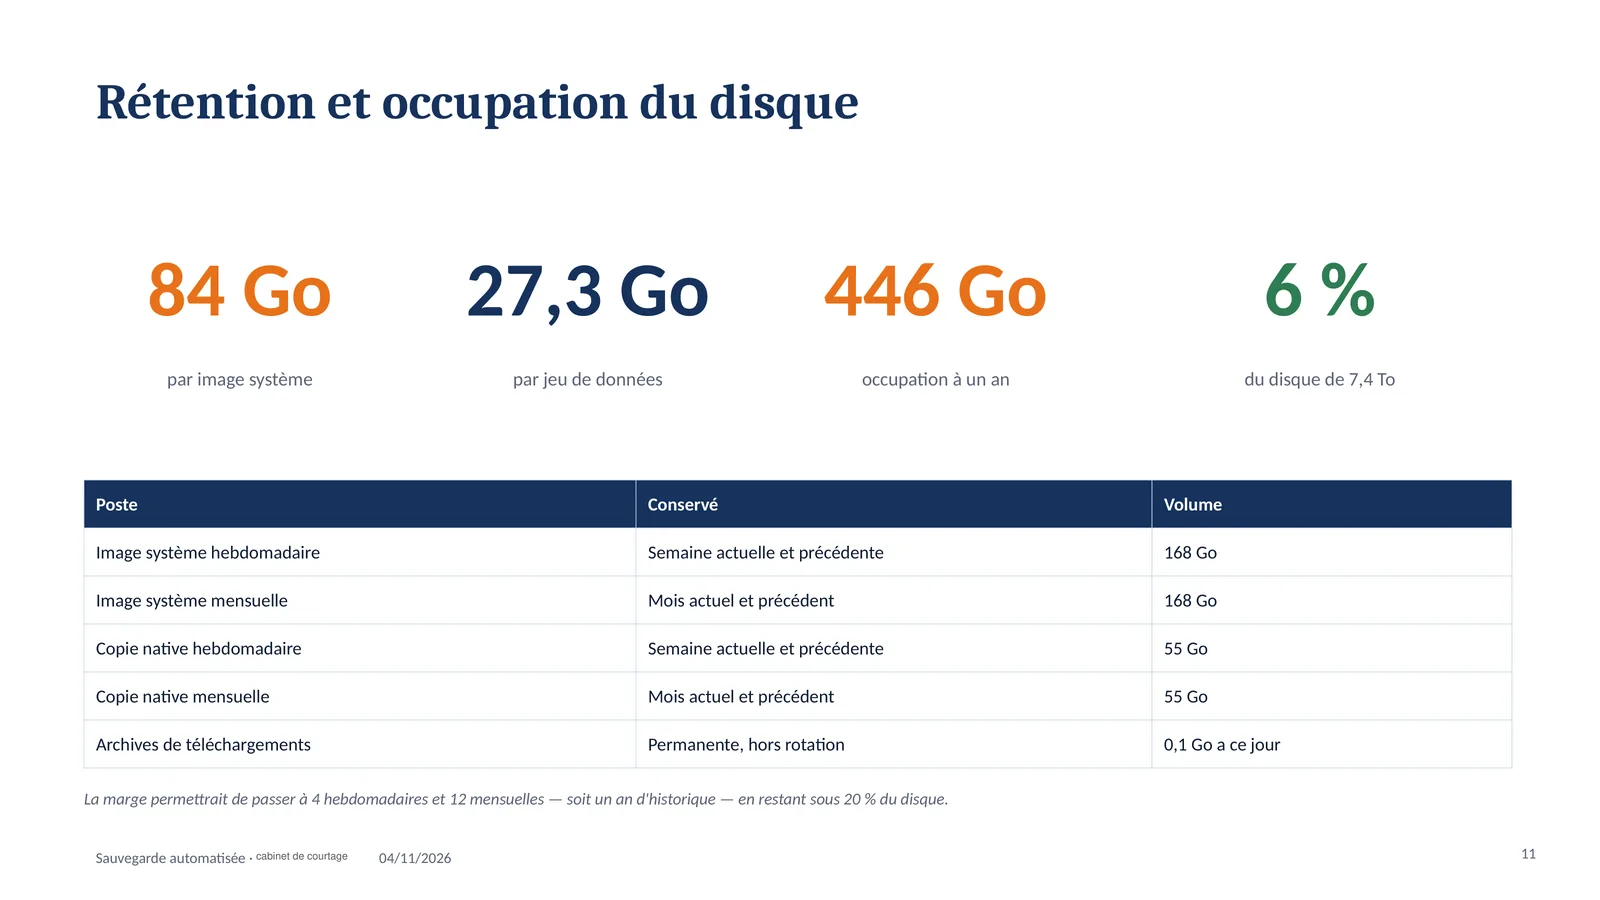 Rétention et occupation du disque
84 Go
27,3 Go
446 Go
6 %
par image système
par jeu de données
occupation à un an
du disque de 7,4 To
Poste Conservé Volume
Image système hebdomadaire Semaine actuelle et précédente 168 Go
Image système mensuelle Mois actuel et précédent 168 Go
Copie native hebdomadaire Semaine actuelle et précédente 55 Go
Copie native mensuelle Mois actuel et précédent 55 Go
Archives de téléchargements Permanente, hors rotation 0,1 Go a ce jour
La marge permettrait de passer à 4 hebdomadaires et 12 mensuelles — soit un an d'historique — en restant sous 20 % du disque.
Sauvegarde automatisée · cabinet de courtage 04/11/2026
11